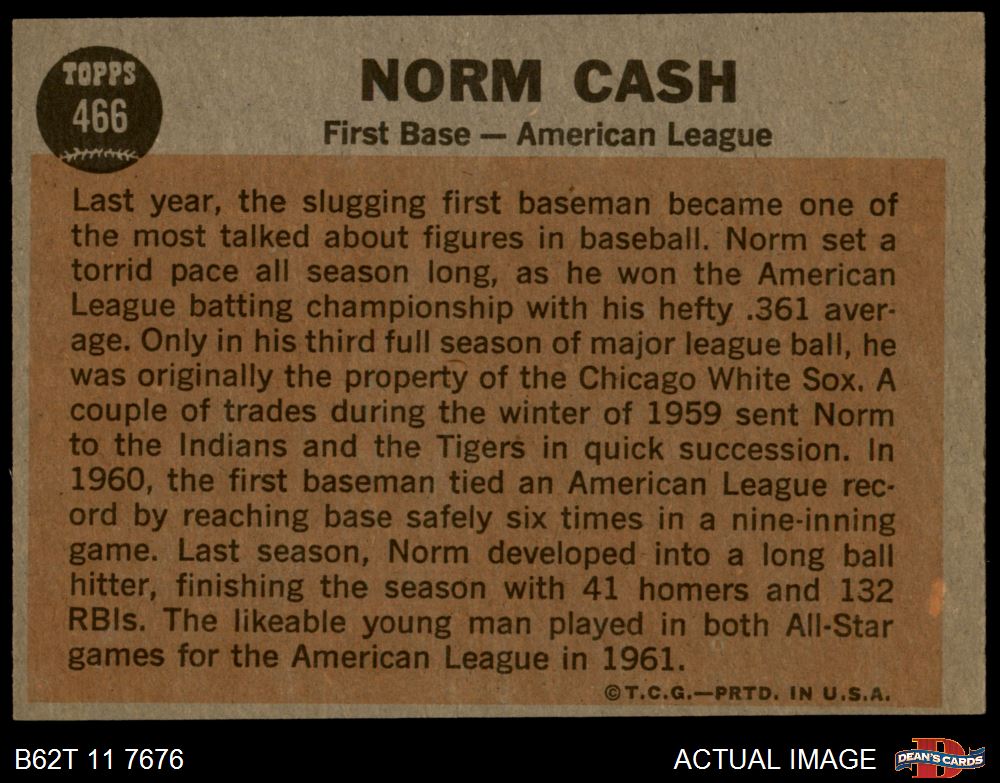 TOPPS
466
NORM CASH
First Base — American League
Last year, the slugging first baseman became one of
the most talked about figures in baseball. Norm set a
torrid pace all season long, as he won the American
League batting championship with his hefty .361 aver-
age. Only in his third full season of major league ball, he
was originally the property of the Chicago White Sox. A
couple of trades during the winter of 1959 sent Norm
to the Indians and the Tigers in quick succession. In
1960, the first baseman tied an American League rec-
ord by reaching base safely six times in a nine-inning
game. Last season, Norm developed into a long ball
hitter, finishing the season with 41 homers and 132
RBIs. The likeable young man played in both All-Star
games for the American League in 1961.
©T.C.G.—PRTD. IN U.S.A.
B62T 11 7676
ACTUAL IMAGE
D
DEAN'S CARDS